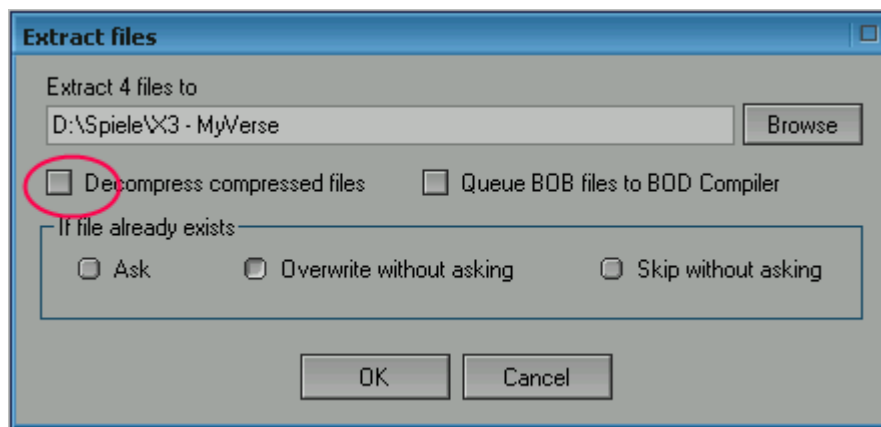 Extract files
Extract 4 files to
D:\Spiele\X3 - MyVerse
Browse
Decompress compressed files Queue BOB files to BOD Compiler
If file already exists
Ask Overwrite without asking Skip without asking
OK Cancel